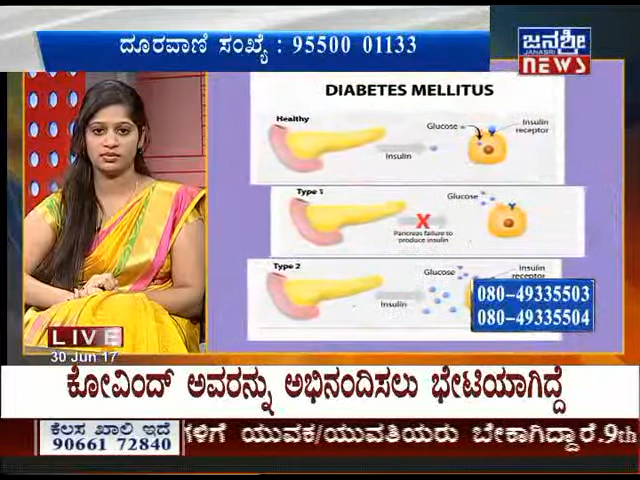 ದೂರವಾಣಿ ಸಂಖ್ಯೆ : 95500 01133
ಜನಶ್ರೀ
JANASRI
NEWS
DIABETES MELLITUS
Healthy
Glucose
Insulin receptor
Insulin
Type 1
Glucose
X
Pancreas failure to
produce insulin
Type 2
Glucose
Insulin
receptor
Insulin
080-49335503
080-49335504
LIVE
30 Jun 17
ಕೋವಿಂದ್ ಅವರನ್ನು ಅಭಿನಂದಿಸಲು ಭೇಟಿಯಾಗಿದ್ದೆ
ಕೆಲಸ ಖಾಲಿ ಇದೆ
90661 72840
ಗಳಿಗೆ ಯುವಕ/ಯುವತಿಯರು ಬೇಕಾಗಿದ್ದಾರೆ.9th